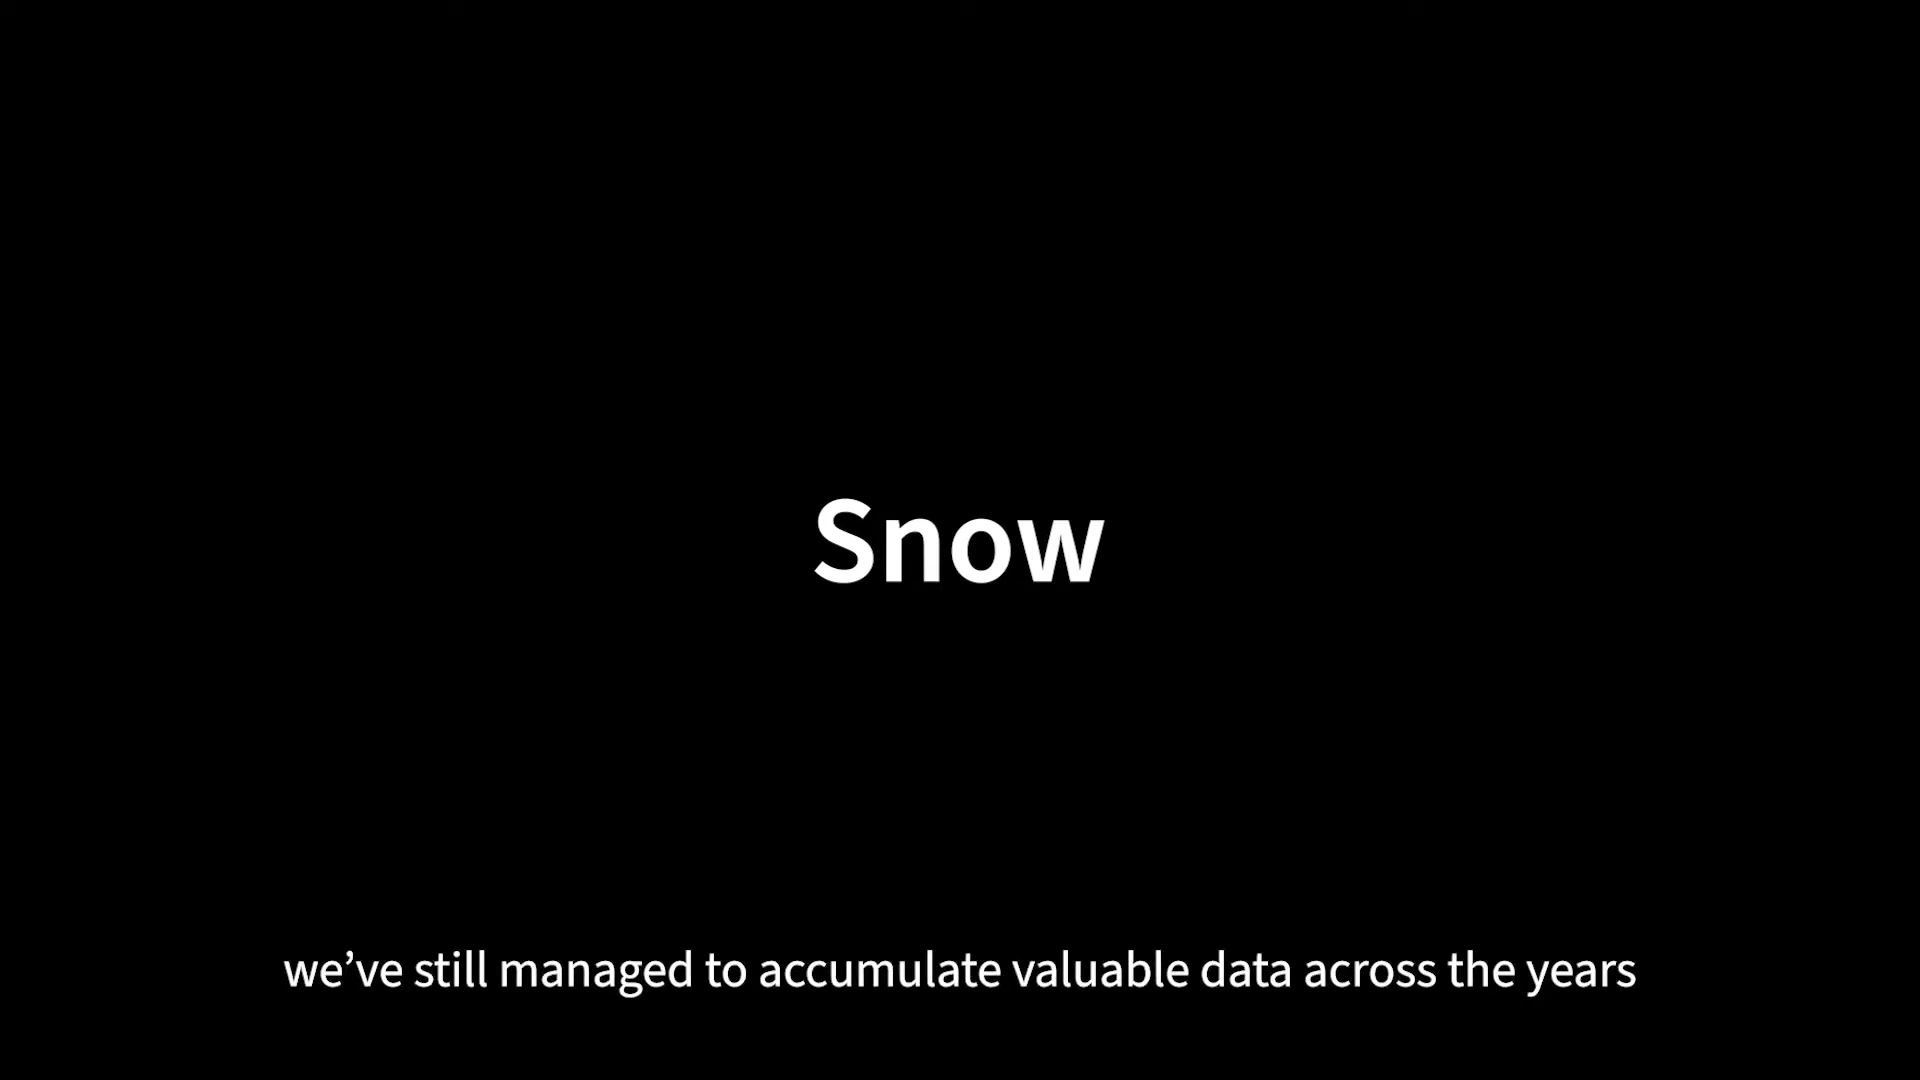 Snow
we’ve still managed to accumulate valuable data across the years